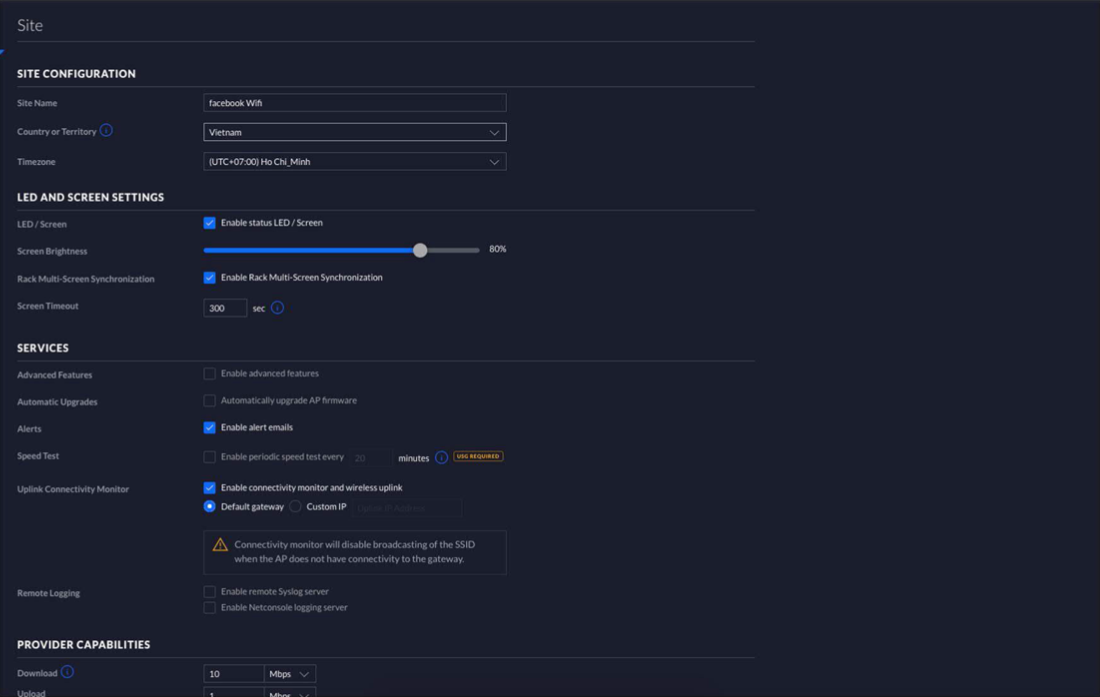 Site
SITE CONFIGURATION
Site Name facebook Wifi
Country or Territory Vietnam
Timezone (UTC+07:00) Ho Chi_Minh
LED AND SCREEN SETTINGS
LED / Screen Enable status LED / Screen
Screen Brightness 80%
Rack Multi-Screen Synchronization Enable Rack Multi-Screen Synchronization
Screen Timeout 300 sec
SERVICES
Advanced Features Enable advanced features
Automatic Upgrades Automatically upgrade AP firmware
Alerts Enable alert emails
Speed Test Enable periodic speed test every 20 minutes USG REQUIRED
Uplink Connectivity Monitor Enable connectivity monitor and wireless uplink
Default gateway Custom IP Uplink IP Address
Connectivity monitor will disable broadcasting of the SSID
when the AP does not have connectivity to the gateway.
Remote Logging Enable remote Syslog server
Enable Netconsole logging server
PROVIDER CAPABILITIES
Download 10 Mbps
Upload 1 Mbps